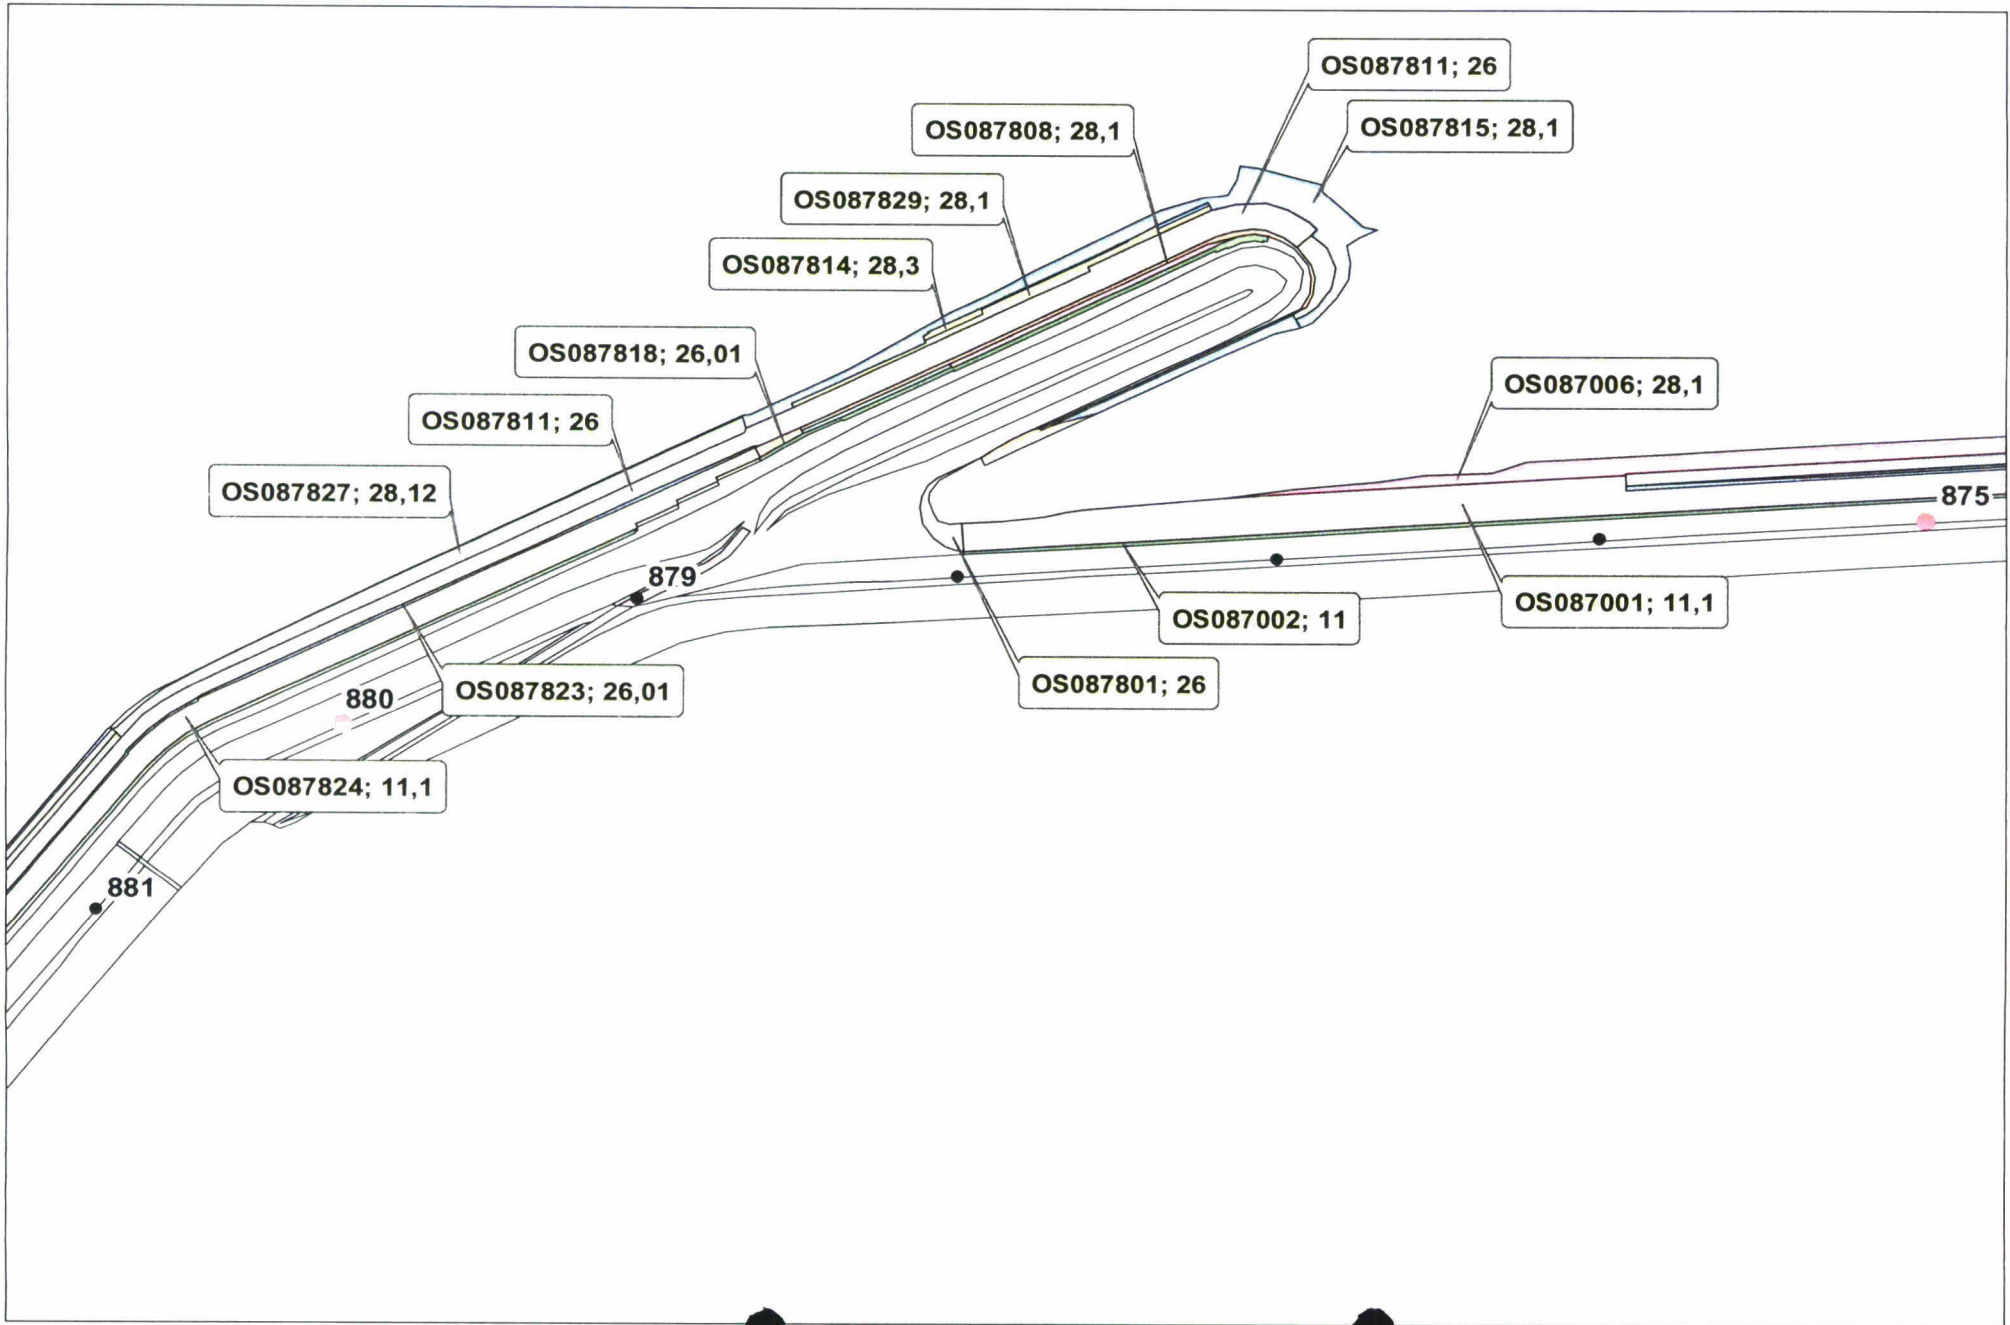 OS087811; 26
OS087808; 28,1
OS087815; 28,1
OS087829; 28,1
OS087814; 28,3
OS087818; 26,01
OS087006; 28,1
OS087811; 26
OS087827; 28,12
875
879
OS087002; 11
OS087001; 11,1
OS087801; 26
880
OS087823; 26,01
OS087824; 11,1
881